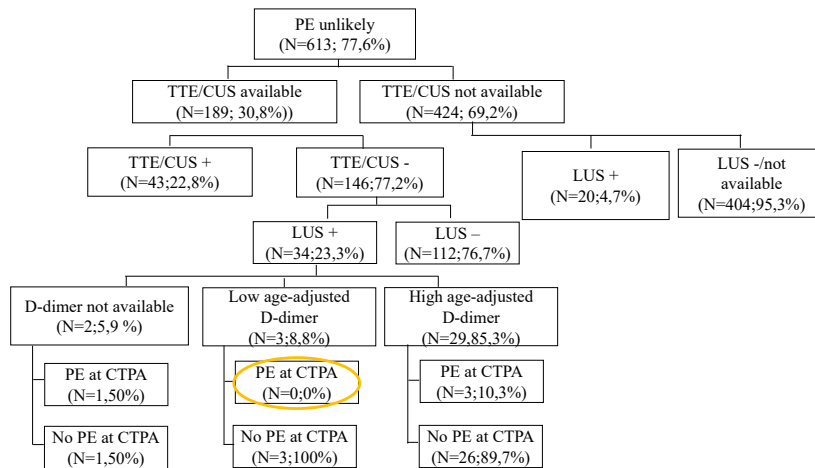 PE unlikely
(N=613; 77,6%)
TTE/CUS available
(N=189; 30,8%))
TTE/CUS not available
(N=424; 69,2%)
TTE/CUS +
(N=43;22,8%)
TTE/CUS -
(N=146;77,2%)
LUS +
(N=20;4,7%)
LUS -/not
available
(N=404;95,3%)
LUS +
(N=34;23,3%)
LUS –
(N=112;76,7%)
D-dimer not available
(N=2;5,9 %)
Low age-adjusted
D-dimer
(N=3;8,8%)
High age-adjusted
D-dimer
(N=29,85,3%)
PE at CTPA
(N=1,50%)
PE at CTPA
(N=0;0%)
PE at CTPA
(N=3;10,3%)
No PE at CTPA
(N=1,50%)
No PE at CTPA
(N=3;100%)
No PE at CTPA
(N=26;89,7%)